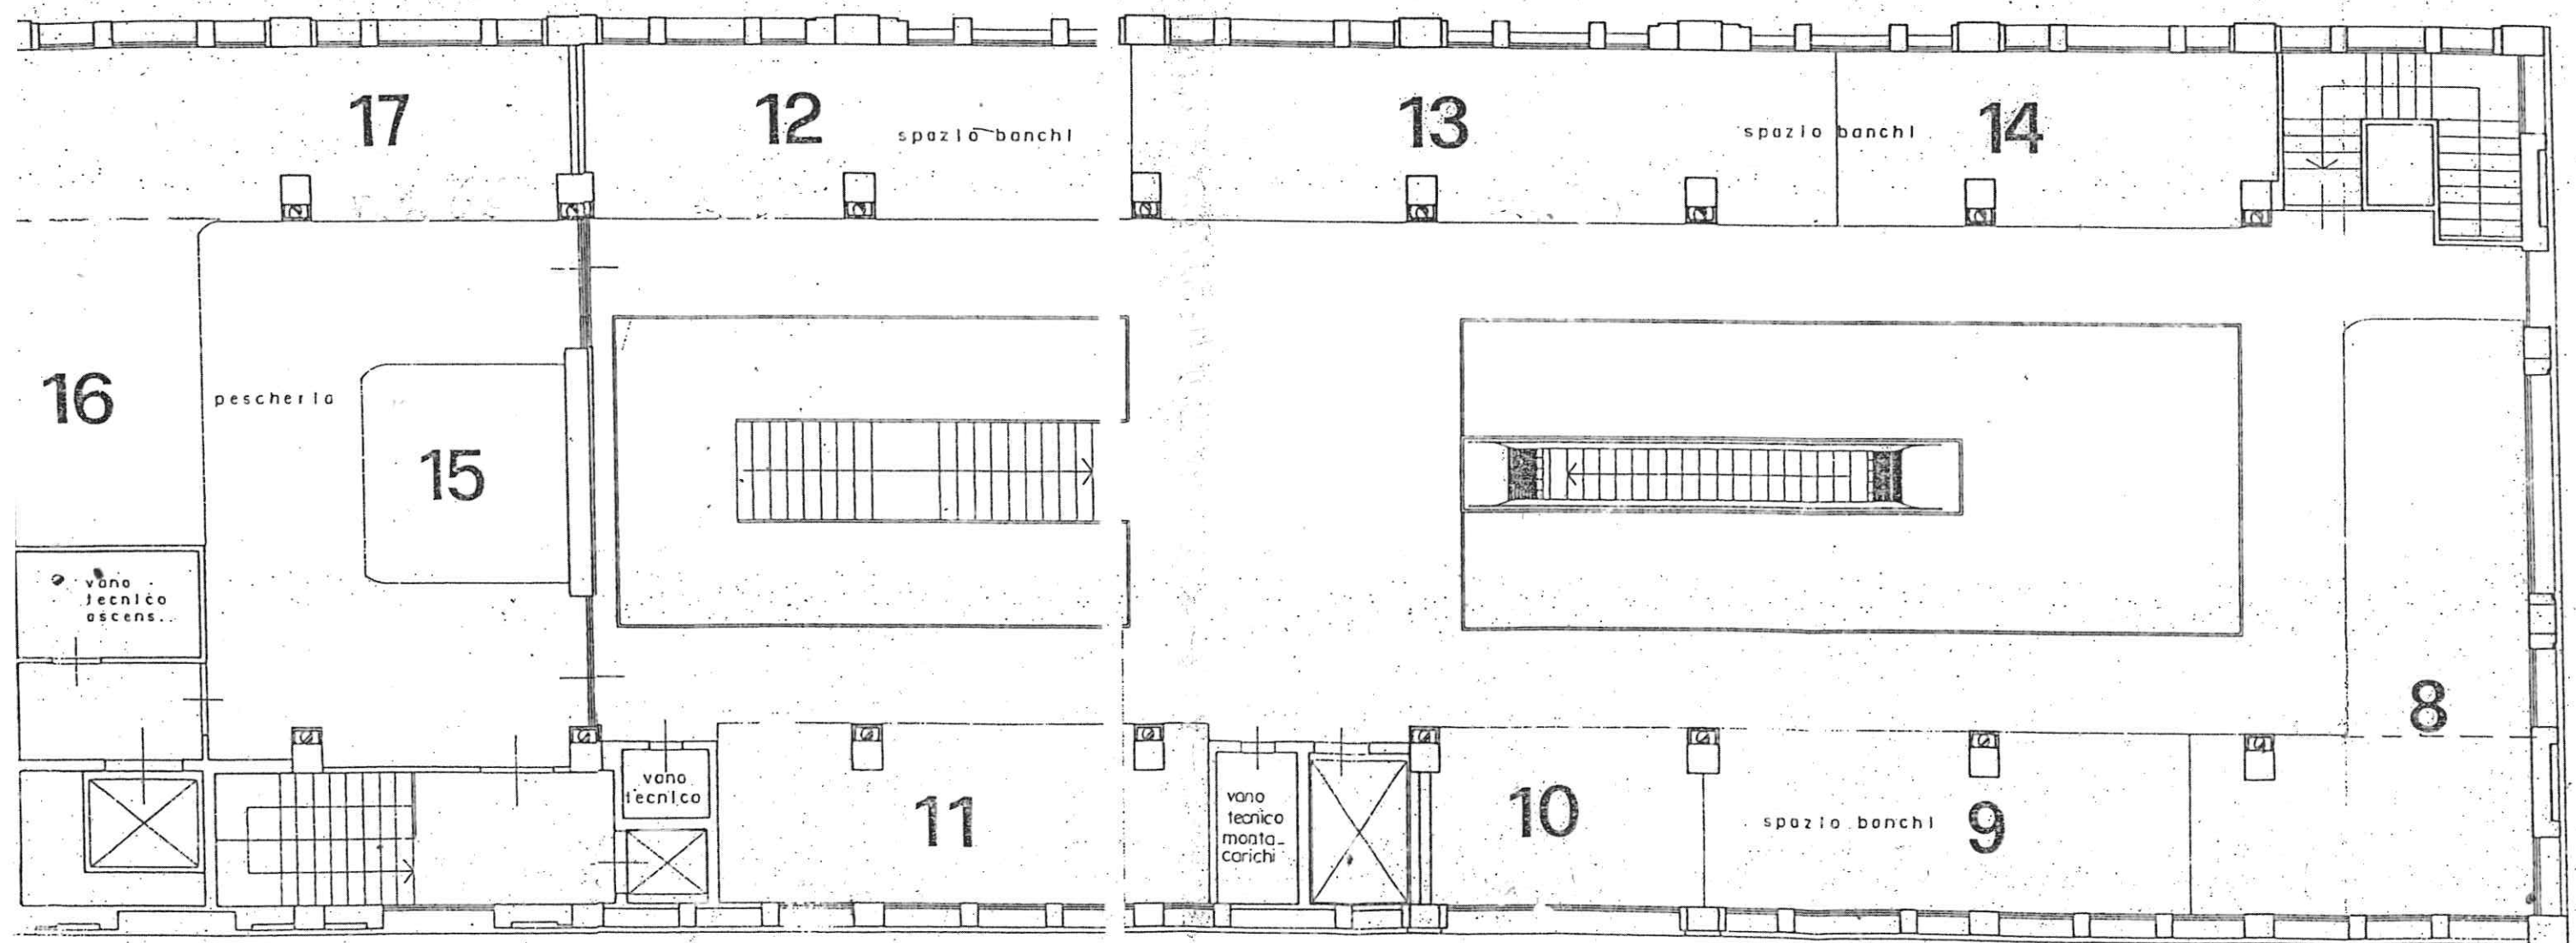 17
12
spazio banchi
13
spazio banchi
14
16
pescheria
15
vano
tecnico
ascens..
8
vano
tecnico
11
vano
tecnico
monta-
carichi
10
spazio banchi
9